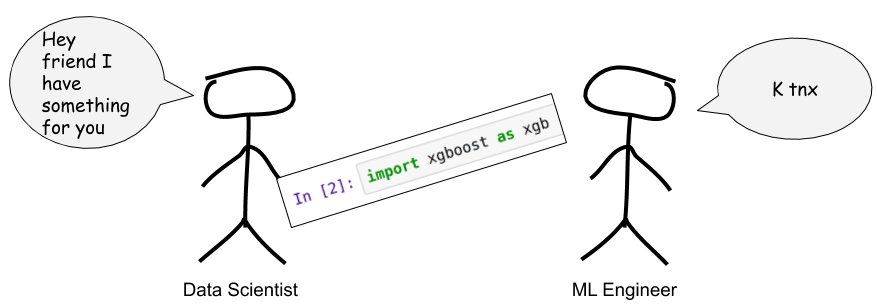 Hey
friend I
have
something
for you
K tnx
In [2]: import xgboost as xgb
Data Scientist
ML Engineer